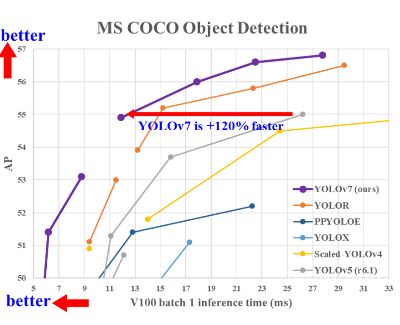 MS COCO Object Detection
better
57
56
55
54
53
52
51
50
AP
YOLOv7 is +120% faster
YOLOv7 (ours)
YOLOR
PPYOLOE
YOLOX
Scaled-YOLOv4
YOLOv5 (r6.1)
5 7 9 11 13 15 17 19 21 23 25 27 29 31 33
better
V100 batch 1 inference time (ms)